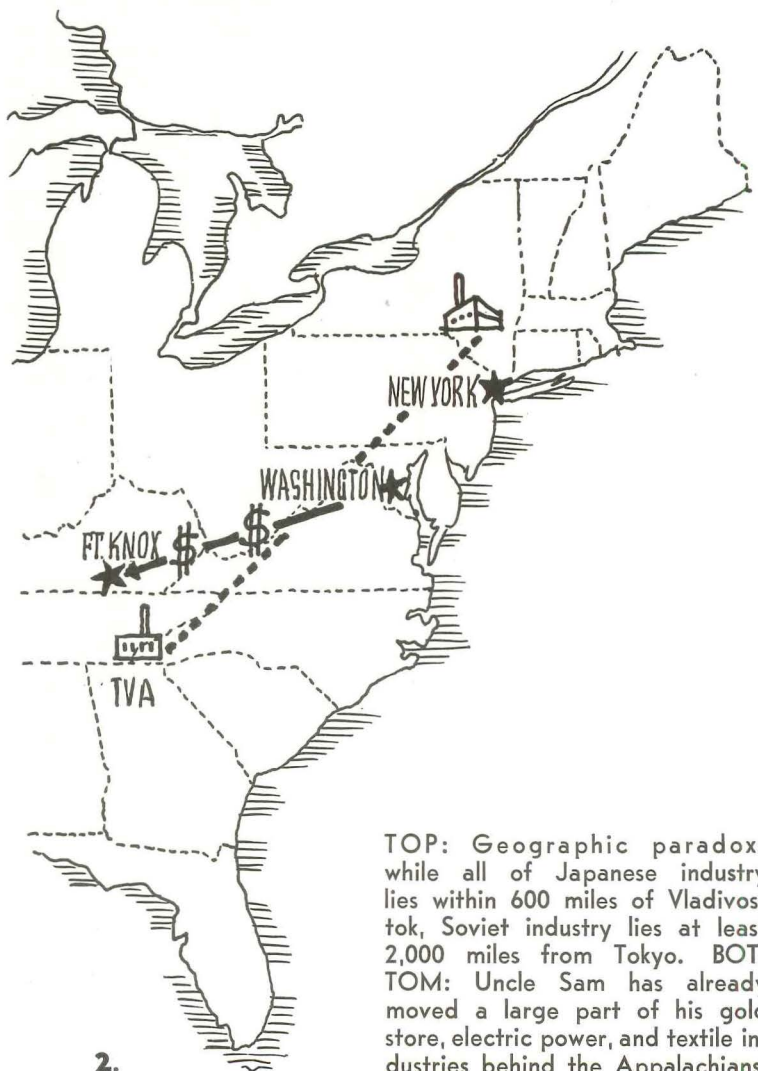 NEW YORK
WASHINGTON
$
$
FT. KNOX
TVA
TOP: Geographic paradox
while all of Japanese industry
lies within 600 miles of Vladivos
tok, Soviet industry lies at leas
2,000 miles from Tokyo. BOT
TOM: Uncle Sam has already
moved a large part of his gold
store, electric power, and textile in
dustries behind the Appalachians
2.